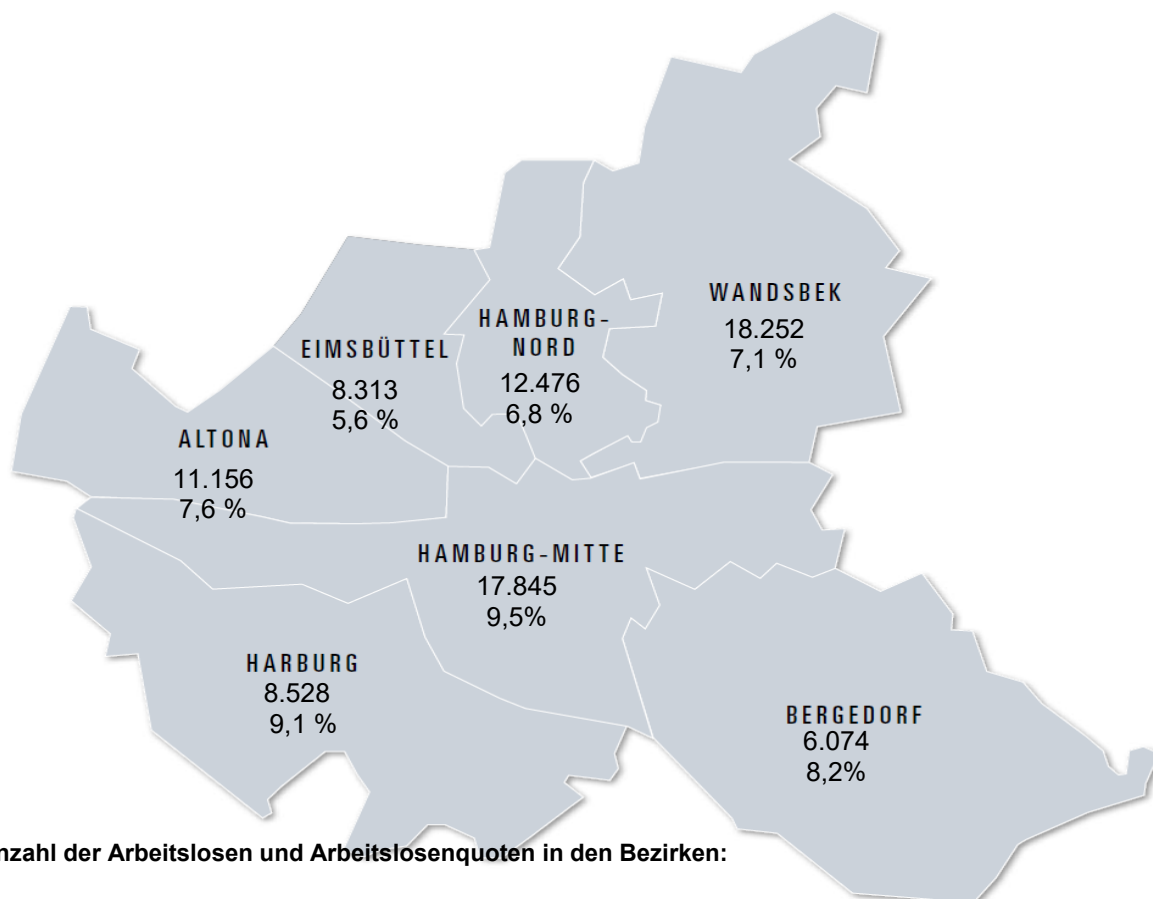 WANDSBEK
18.252
7,1 %
HAMBURG-
NORD
12.476
6,8 %
EIMSBÜTTEL
8.313
5,6 %
ALTONA
11.156
7,6 %
HAMBURG-MITTE
17.845
9,5%
HARBURG
8.528
9,1 %
BERGEDORF
6.074
8,2%
nzahl der Arbeitslosen und Arbeitslosenquoten in den Bezirken: